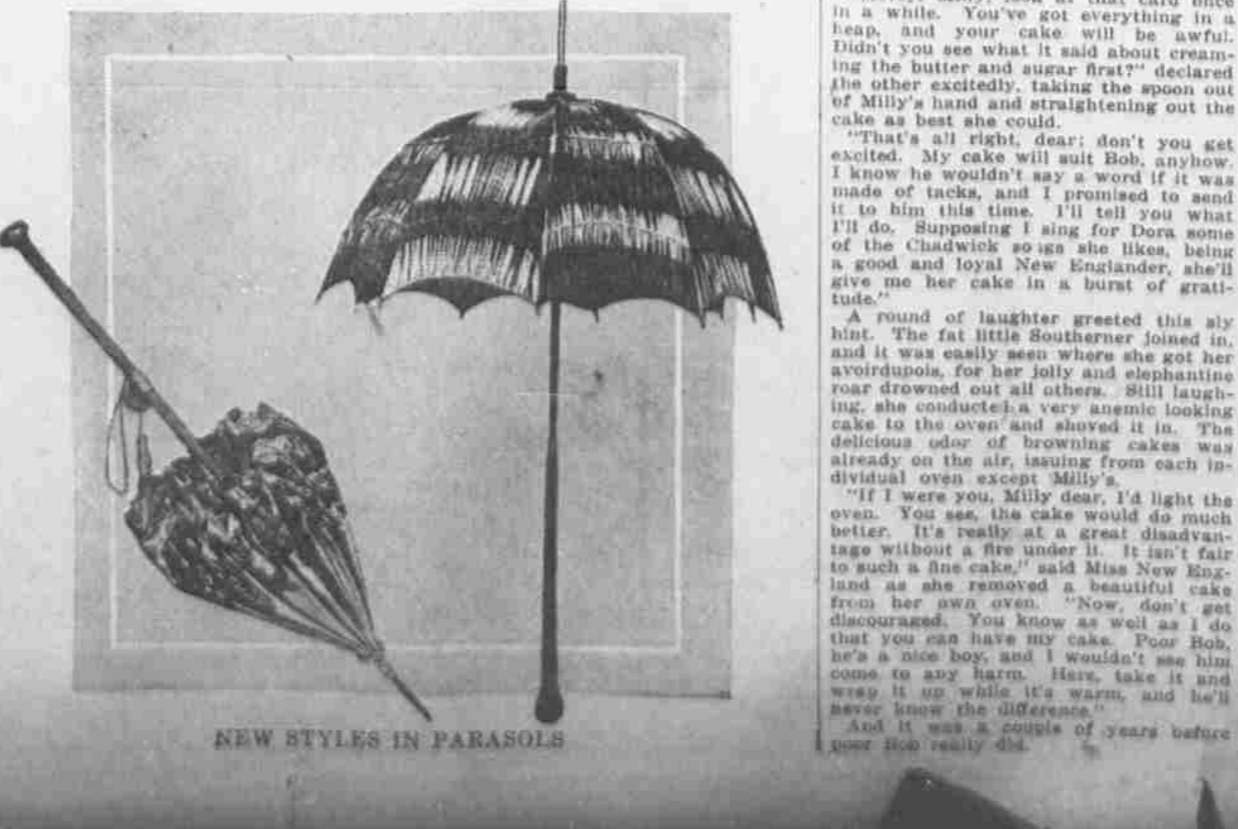 NEW STYLES IN PARASOLS
look at that card once
in a while. You've got everything in a
heap, and your cake will be awful.
Didn't you see what it said about cream-
ing the butter and sugar first?" declared
the other excitedly, taking the spoon out
of Milly's hand and straightening out the
cake as best she could.
"That's all right, dear; don't you get
excited. My cake will suit Bob, anyhow.
I know he wouldn't say a word if it was
made of tacks, and I promised to send
it to him this time. I'll tell you what
I'll do. Supposing I sing for Dora some
of the Chadwick songs she likes, being
a good and loyal New Englander, she'll
give me her cake in a burst of grati-
tude."
A round of laughter greeted this sly
hint. The fat little Southerner joined in,
and it was easily seen where she got her
avoirdupois, for her jolly and elephantine
roar drowned out all others. Still laugh-
ing, she conducted a very anemic looking
cake to the oven and shoved it in. The
delicious odor of browning cakes was
already on the air, issuing from each in-
dividual oven except Milly's.
"If I were you, Milly dear, I'd light the
oven. You see, the cake would do much
better. It's really at a great disadvan-
tage without a fire under it. It isn't fair
to such a fine cake," said Miss New Eng-
land as she removed a beautiful cake
from her own oven. "Now, don't get
discouraged. You know as well as I do
that you can have my cake. Poor Bob,
he's a nice boy, and I wouldn't see him
come to any harm. Here, take it and
wrap it up while it's warm, and he'll
never know the difference."
And it was a couple of years before
poor Bob really did.